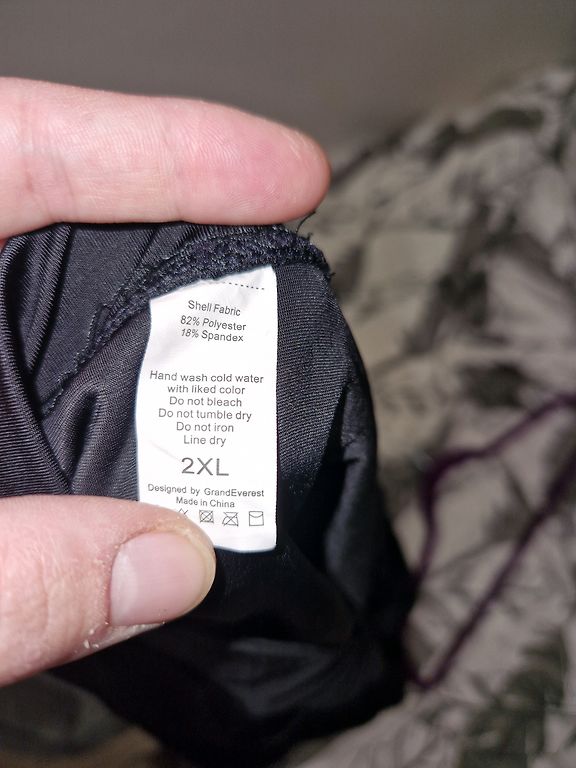 Shell Fabric
82% Polyester
18% Spandex
Hand wash cold water
with liked color
Do not bleach
Do not tumble dry
Do not iron
Line dry
2XL
Designed by GrandEverest
Made in China